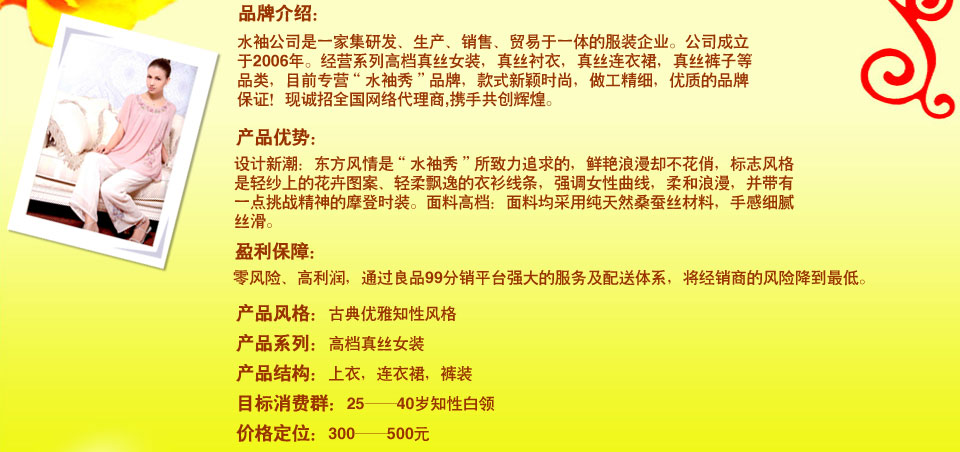 品牌介绍：
水袖公司是一家集研发、生产、销售、贸易于一体的服装企业。公司成立
于2006年。经营系列高档真丝女装，真丝衬衣，真丝连衣裙，真丝裤子等
品类，目前专营“水袖秀”品牌，款式新颖时尚，做工精细，优质的品牌
保证！现诚招全国网络代理商,携手共创辉煌。
产品优势：
设计新潮：东方风情是“水袖秀”所致力追求的，鲜艳浪漫却不花俏，标志风格
是轻纱上的花卉图案、轻柔飘逸的衣衫线条，强调女性曲线，柔和浪漫，并带有
一点挑战精神的摩登时装。面料高档：面料均采用纯天然桑蚕丝材料，手感细腻
丝滑。
盈利保障：
零风险、高利润，通过良品99分销平台强大的服务及配送体系，将经销商的风险降到最低。
产品风格：古典优雅知性风格
产品系列：高档真丝女装
产品结构：上衣，连衣裙，裤装
目标消费群：25——40岁知性白领
价格定位：300——500元